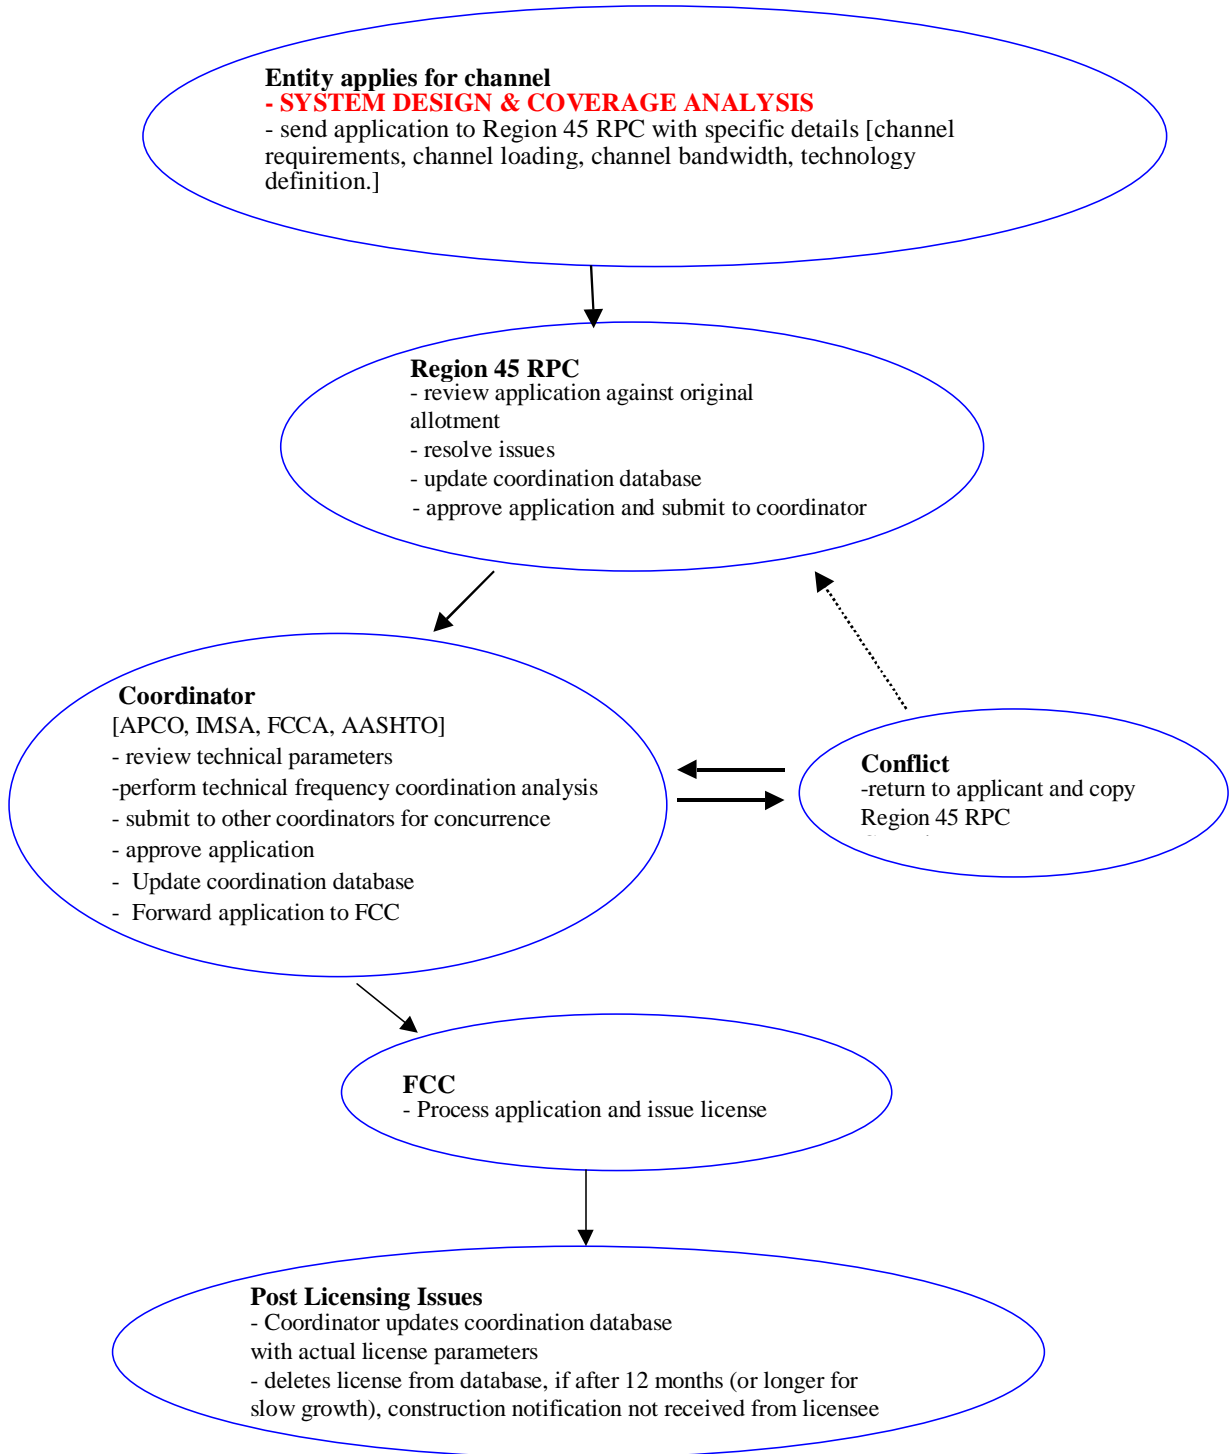 Entity applies for channel
- SYSTEM DESIGN & COVERAGE ANALYSIS
- send application to Region 45 RPC with specific details [channel
requirements, channel loading, channel bandwidth, technology
definition.]
Region 45 RPC
- review application against original
allotment
- resolve issues
- update coordination database
- approve application and submit to coordinator
Coordinator
[APCO, IMSA, FCCA, AASHTO]
- review technical parameters
-perform technical frequency coordination analysis
- submit to other coordinators for concurrence
- approve application
- Update coordination database
- Forward application to FCC
Conflict
-return to applicant and copy
Region 45 RPC
FCC
- Process application and issue license
Post Licensing Issues
- Coordinator updates coordination database
with actual license parameters
- deletes license from database, if after 12 months (or longer for
slow growth), construction notification not received from licensee